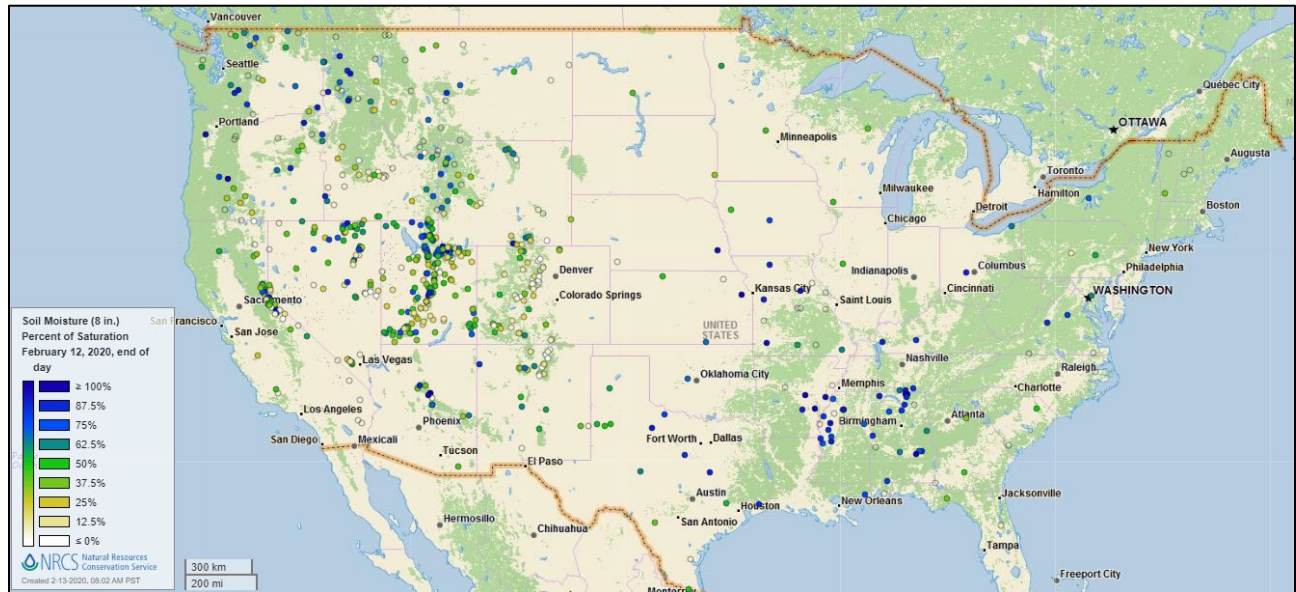 Vancouver
Seattle
Portland
Québec City
OTTAWA
Augusta
Minneapolis
Toronto
Hamilton
Milwaukee
Detroit
Boston
Chicago
New York
Philadelphia
Indianapolis
Columbus
Denver
Kansas City
Cincinnati
WASHINGTON
Colorado Springs
Saint Louis
Sacramento
San Francisco
San Jose
UNITED
STATES
Las Vegas
Nashville
Raleigh
Oklahoma City
Memphis
Charlotte
Los Angeles
Phoenix
Birmingham
Atlanta
San Diego
Mexicali
Fort Worth
Dallas
Tucson
El Paso
Austin
Houston
New Orleans
Jacksonville
San Antonio
Hermosillo
Chihuahua
Tampa
Freeport City
Monterrey
Soil Moisture (8 in.)
Percent of Saturation
February 12, 2020, end of
day
≥ 100%
87.5%
75%
62.5%
50%
37.5%
25%
12.5%
≤ 0%
NRCS Natural Resources
Conservation Service
Created 2-13-2020, 08:02 AM PST
300 km
200 mi